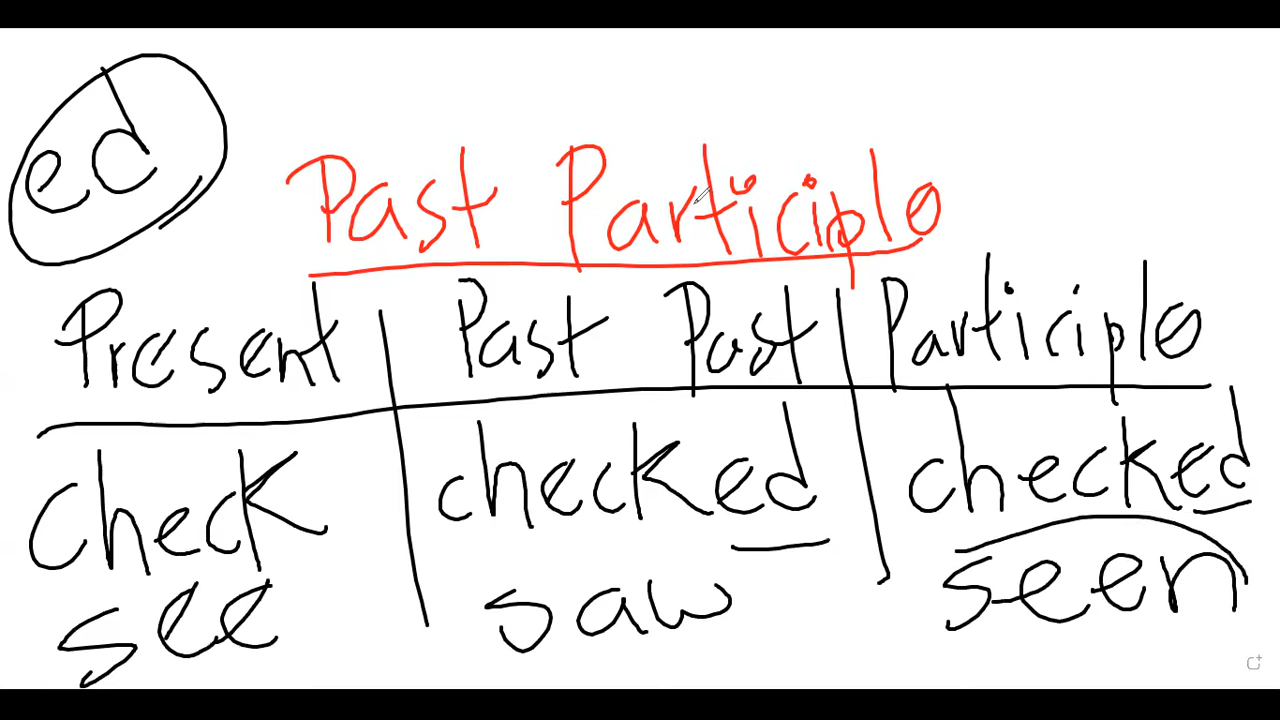 ed
Past Participle
Present Past Past Participle
check checked checked
see saw seen